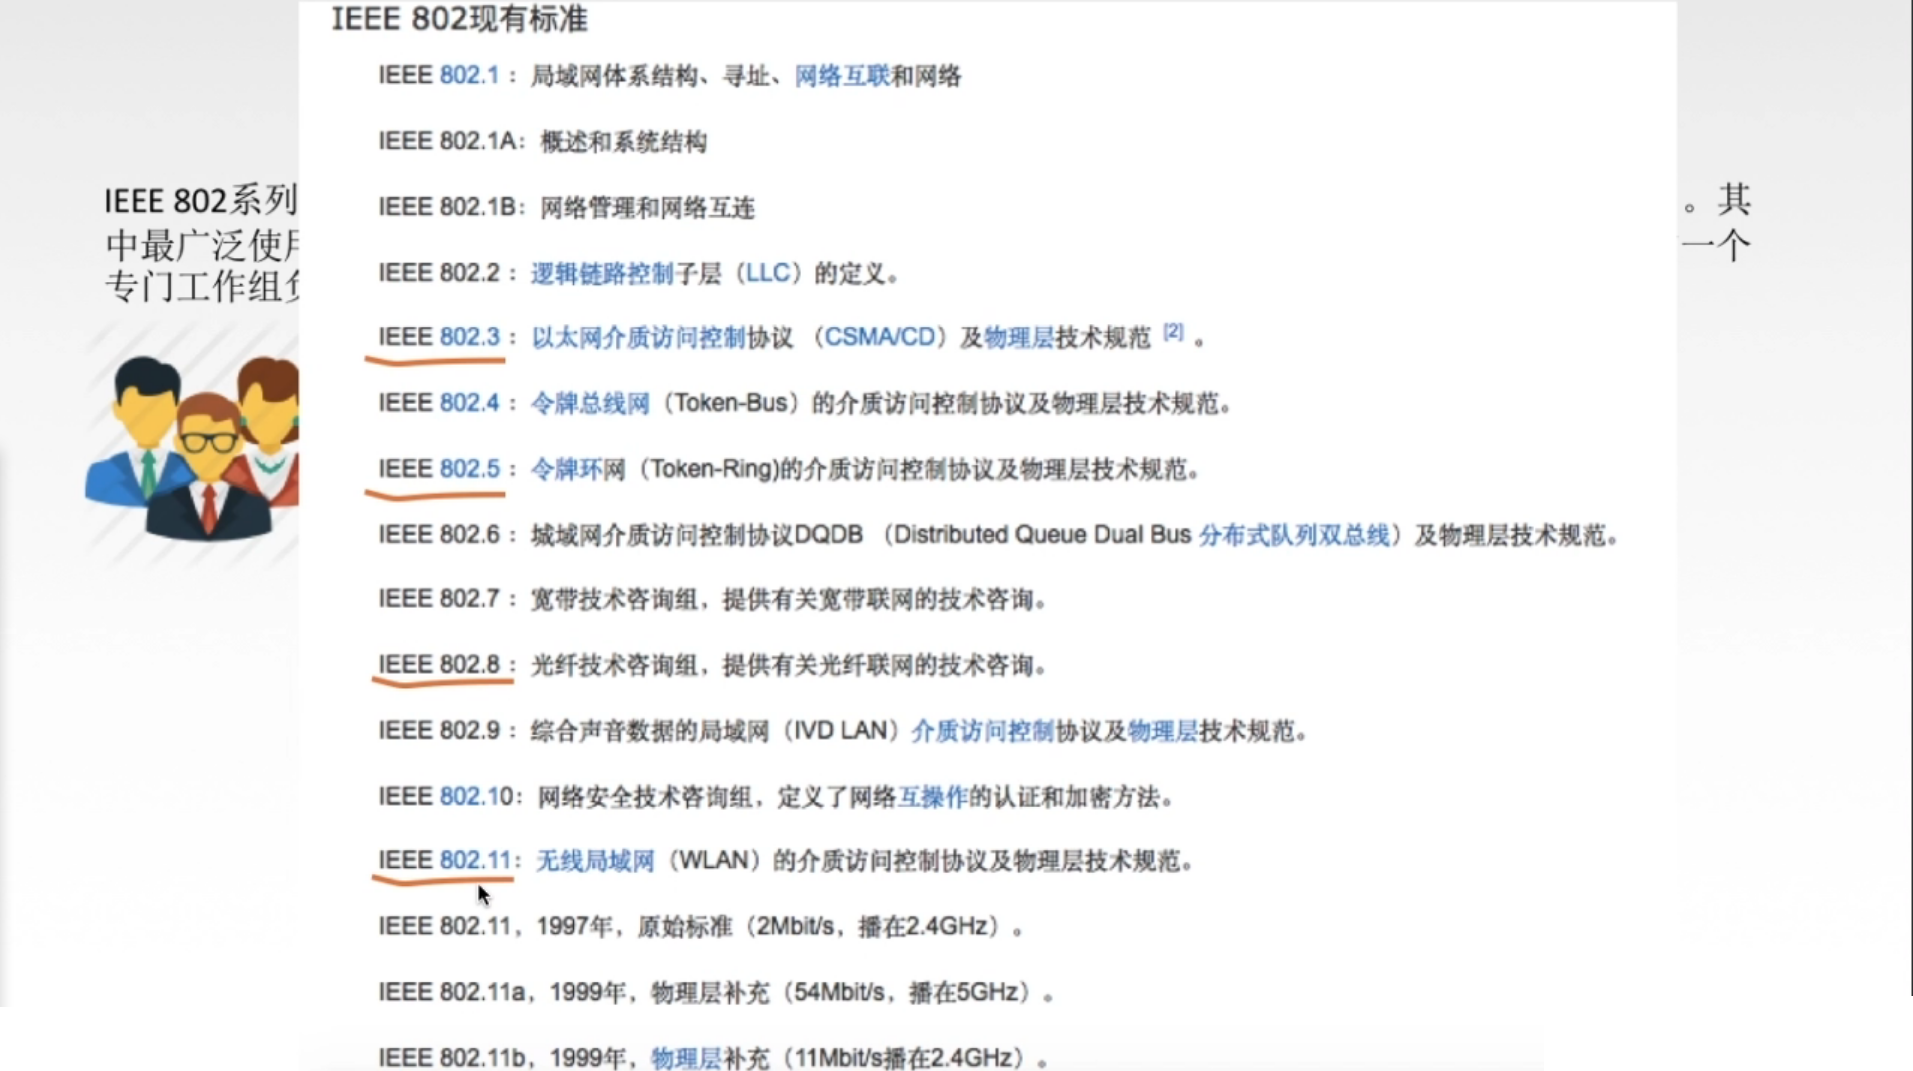 IEEE 802现有标准
IEEE 802.1 ：局域网体系结构、寻址、网络互联和网络
IEEE 802.1A：概述和系统结构
IEEE 802.1B：网络管理和网络互连
IEEE 802.2 ：逻辑链路控制子层（LLC）的定义。
IEEE 802.3 ：以太网介质访问控制协议 （CSMA/CD）及物理层技术规范 [2] 。
IEEE 802.4 ：令牌总线网（Token-Bus）的介质访问控制协议及物理层技术规范。
IEEE 802.5 ：令牌环网（Token-Ring)的介质访问控制协议及物理层技术规范。
IEEE 802.6 ：城域网介质访问控制协议DQDB （Distributed Queue Dual Bus 分布式队列双总线）及物理层技术规范。
IEEE 802.7 ：宽带技术咨询组，提供有关宽带联网的技术咨询。
IEEE 802.8 ：光纤技术咨询组，提供有关光纤联网的技术咨询。
IEEE 802.9 ：综合声音数据的局域网（IVD LAN）介质访问控制协议及物理层技术规范。
IEEE 802.10：网络安全技术咨询组，定义了网络互操作的认证和加密方法。
IEEE 802.11：无线局域网（WLAN）的介质访问控制协议及物理层技术规范。
IEEE 802.11，1997年，原始标准（2Mbit/s，播在2.4GHz）。
IEEE 802.11a，1999年，物理层补充（54Mbit/s，播在5GHz）。
IEEE 802.11b，1999年，物理层补充（11Mbit/s播在2.4GHz）。
IEEE 802系列
中最广泛使
专门工作组
。其
一个